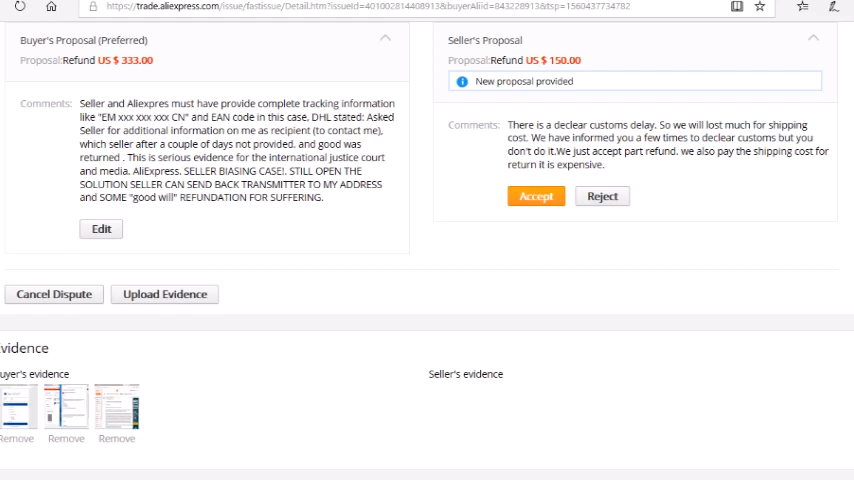 https://trade.aliexpress.com/issue/fastissue/Detail.htm?issueId=401002814408913&buyerAliid=843228913&tsp=1560437734782
Buyer's Proposal (Preferred)
Proposal:Refund US $ 333.00
Comments: Seller and Aliexpres must have provide complete tracking information
like "EM xxx xxx xxx CN" and EAN code in this case, DHL stated: Asked
Seller for additional information on me as recipient (to contact me),
which seller after a couple of days not provided, and good was
returned . This is serious evidence for the international justice court
and media. AliExpress. SELLER BIASING CASE!. STILL OPEN THE
SOLUTION SELLER CAN SEND BACK TRANSMITTER TO MY ADDRESS
and SOME "good will" REFUNDATION FOR SUFFERING.
Edit
Seller's Proposal
Proposal:Refund US $ 150.00
New proposal provided
Comments: There is a declear customs delay. So we will lost much for shipping
cost. We have informed you a few times to declear customs but you
don't do it.We just accept part refund. we also pay the shipping cost for
return it is expensive.
Accept Reject
Cancel Dispute Upload Evidence
vidence
uyer's evidence
Seller's evidence
Remove Remove Remove